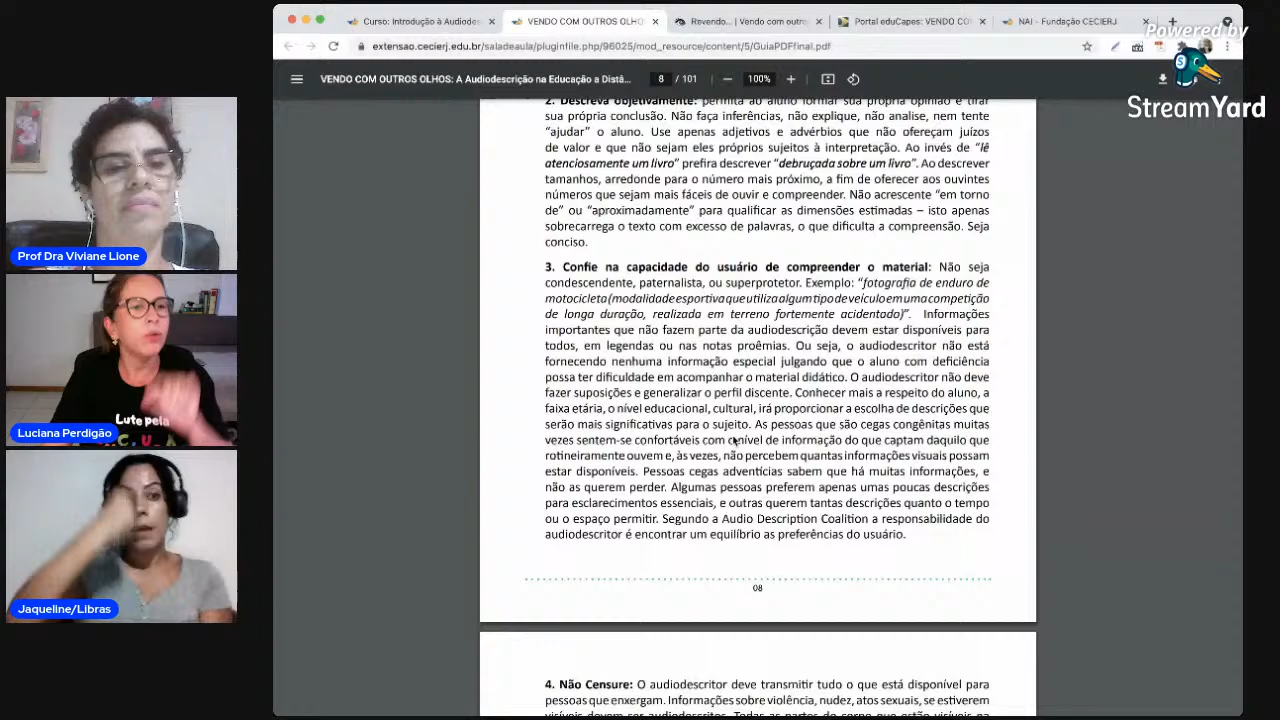 Curso: Introdução à Audiodes
VENDO COM OUTROS OLHO
Revendo... | Vendo com outro
Portal eduCapes: VENDO CO
NAI - Fundação CECIERJ
extensao.cecierj.edu.br/saladeaula/pluginfile.php/96025/mod_resource/content/5/GuiaPDFfinal.pdf
VENDO COM OUTROS OLHOS: A Audiodescrição na Educação a Distâ...
8 / 101
100%
Powered by
StreamYard
2. Descreva objetivamente: permita ao aluno formar sua própria opinião e tirar
sua própria conclusão. Não faça inferências, não explique, não analise, nem tente
“ajudar” o aluno. Use apenas adjetivos e advérbios que não ofereçam juízos
de valor e que não sejam eles próprios sujeitos à interpretação. Ao invés de “lê
atenciosamente um livro” prefira descrever “debruçada sobre um livro”. Ao descrever
tamanhos, arredonde para o número mais próximo, a fim de oferecer aos ouvintes
números que sejam mais fáceis de ouvir e compreender. Não acrescente “em torno
de” ou “aproximadamente” para qualificar as dimensões estimadas – isto apenas
sobrecarrega o texto com excesso de palavras, o que dificulta a compreensão. Seja
conciso.
3. Confie na capacidade do usuário de compreender o material: Não seja
condescendente, paternalista, ou superprotetor. Exemplo: “fotografia de enduro de
motocicleta (modalidade esportiva que utiliza algum tipo de veículo em uma competição
de longa duração, realizada em terreno fortemente acidentado)”. Informações
importantes que não fazem parte da audiodescrição devem estar disponíveis para
todos, em legendas ou nas notas proêmias. Ou seja, o audiodescritor não está
fornecendo nenhuma informação especial julgando que o aluno com deficiência
possa ter dificuldade em acompanhar o material didático. O audiodescritor não deve
fazer suposições e generalizar o perfil discente. Conhecer mais a respeito do aluno, a
faixa etária, o nível educacional, cultural, irá proporcionar a escolha de descrições que
serão mais significativas para o sujeito. As pessoas que são cegas congênitas muitas
vezes sentem-se confortáveis com o nível de informação do que captam daquilo que
rotineiramente ouvem e, às vezes, não percebem quantas informações visuais possam
estar disponíveis. Pessoas cegas adventícias sabem que há muitas informações, e
não as querem perder. Algumas pessoas preferem apenas umas poucas descrições
para esclarecimentos essenciais, e outras querem tantas descrições quanto o tempo
ou o espaço permitir. Segundo a Audio Description Coalition a responsabilidade do
audiodescritor é encontrar um equilíbrio as preferências do usuário.
08
4. Não Censure: O audiodescritor deve transmitir tudo o que está disponível para
pessoas que enxergam. Informações sobre violência, nudez, atos sexuais, se estiverem
visíveis devem ser audiodescritos. Todas as partes do corpo que estão visíveis na
Prof Dra Viviane Lione
Lute pela
Luciana Perdigão
Jaqueline/Libras